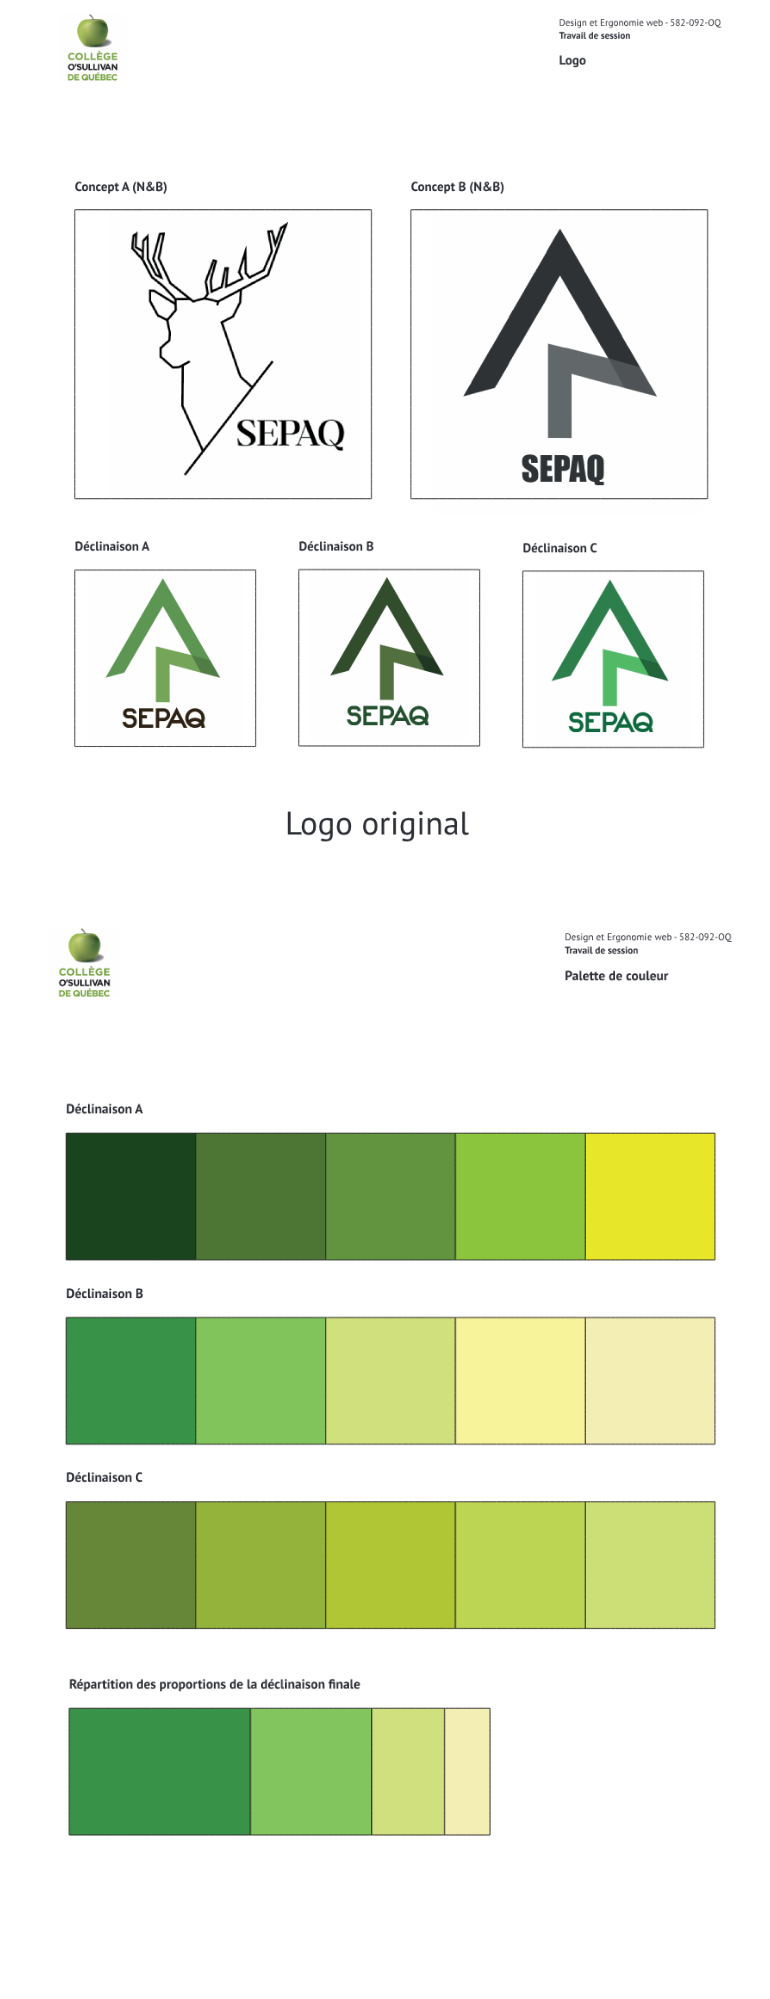 COLLÈGE
O'SULLIVAN
DE QUÉBEC
Design et Ergonomie web - 582-092-OQ
Travail de session
Logo
Concept A (N&B)
Concept B (N&B)
SEPAQ
SEPAQ
Déclinaison A
Déclinaison B
Déclinaison C
SEPAQ
SEPAQ
SEPAQ
Logo original
COLLÈGE
O'SULLIVAN
DE QUÉBEC
Design et Ergonomie web - 582-092-OQ
Travail de session
Palette de couleur
Déclinaison A
Déclinaison B
Déclinaison C
Répartition des proportions de la déclinaison finale